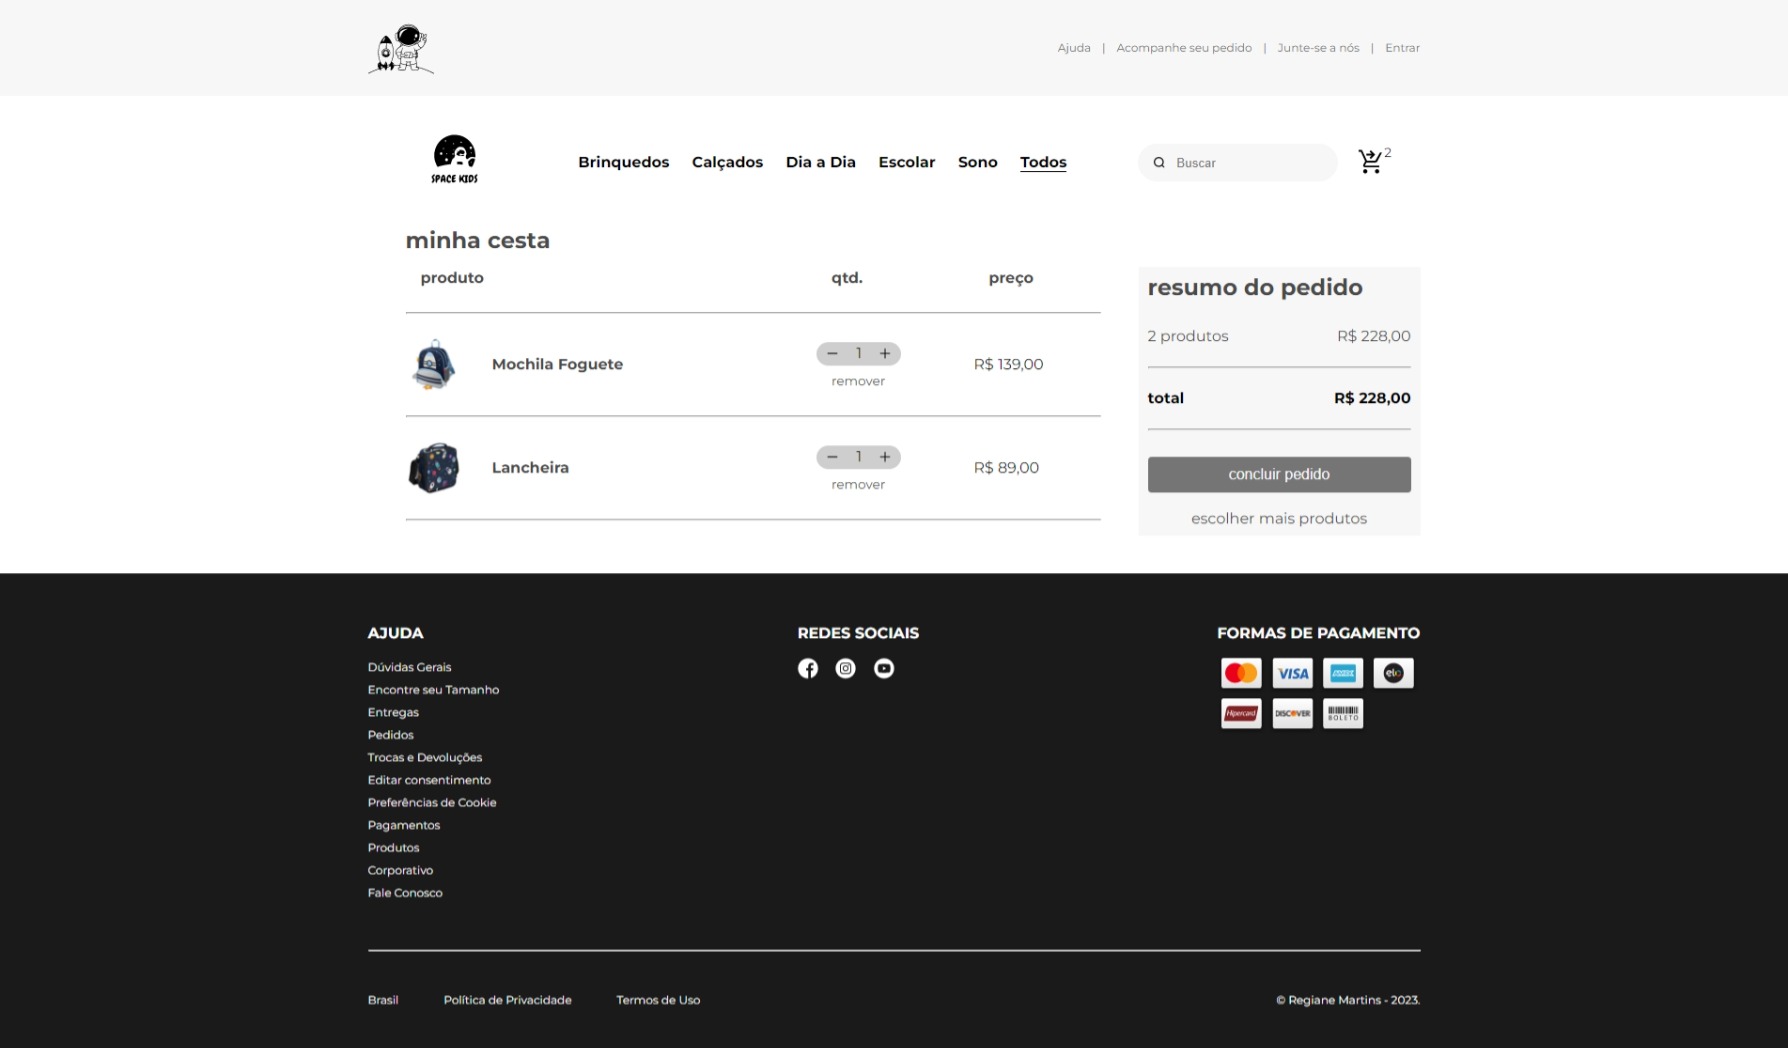 Ajuda | Acompanhe seu pedido | Junte-se a nós | Entrar
SPACE KIDS
Brinquedos Calçados Dia a Dia Escolar Sono Todos
Buscar
2
minha cesta
produto qtd. preço
Mochila Foguete
− 1 +
remover
R$ 139,00
Lancheira
− 1 +
remover
R$ 89,00
resumo do pedido
2 produtos R$ 228,00
total R$ 228,00
concluir pedido
escolher mais produtos
AJUDA
Dúvidas Gerais
Encontre seu Tamanho
Entregas
Pedidos
Trocas e Devoluções
Editar consentimento
Preferências de Cookie
Pagamentos
Produtos
Corporativo
Fale Conosco
REDES SOCIAIS
FORMAS DE PAGAMENTO
VISA
elo
Hipercard DISCOVER BOLETO
Brasil Política de Privacidade Termos de Uso
© Regiane Martins - 2023.